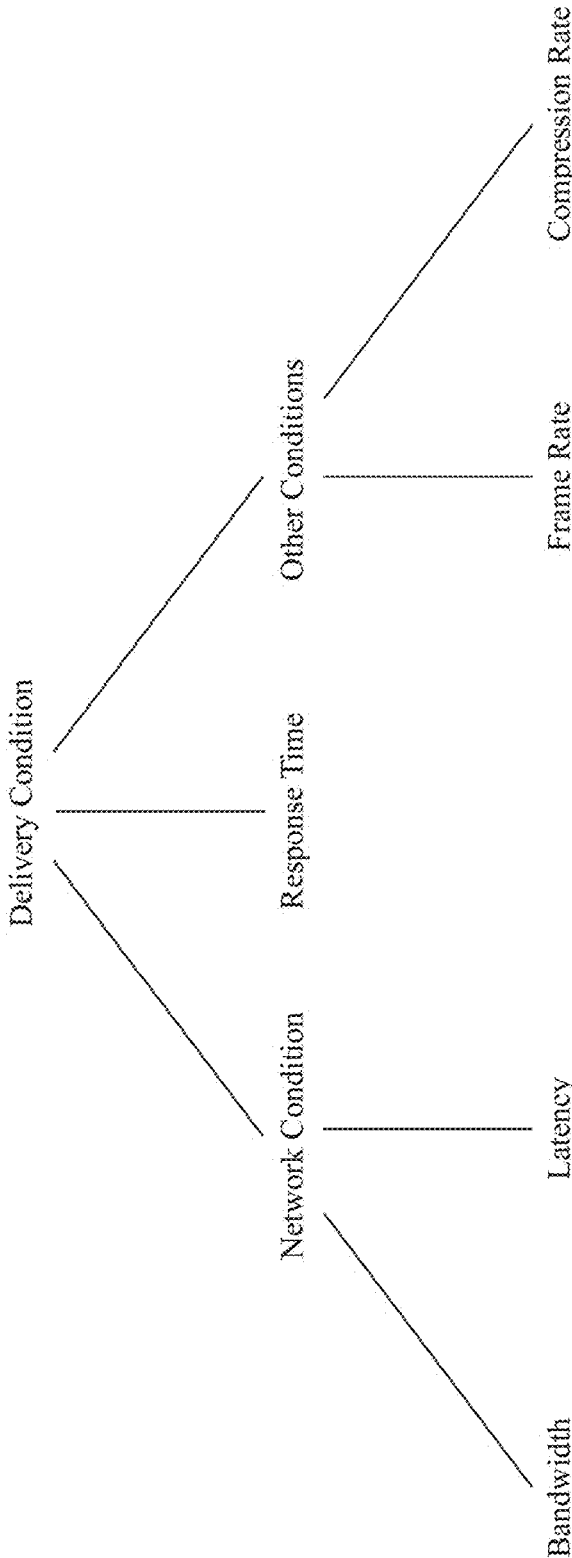 Delivery Condition
Network Condition
Response Time
Other Conditions
Bandwidth
Latency
Frame Rate
Compression Rate